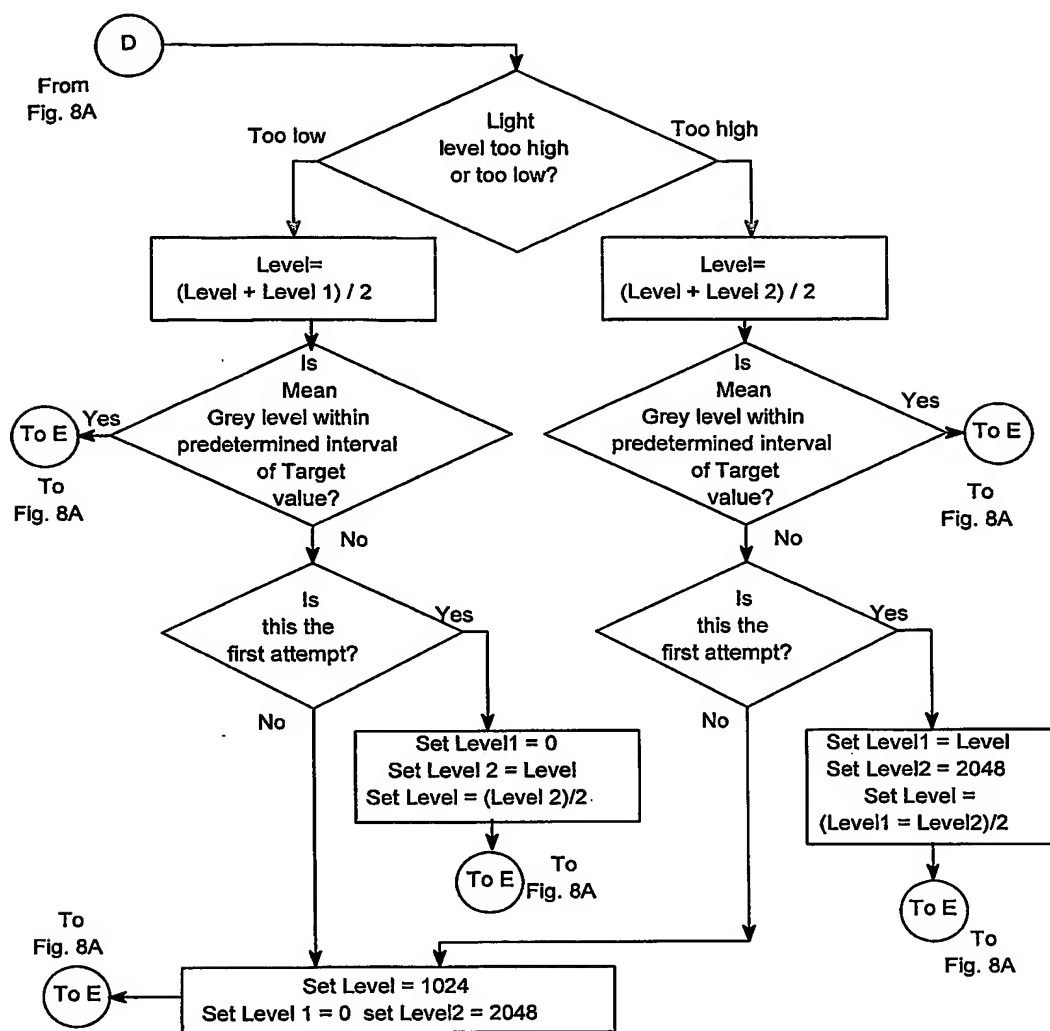 D
From
Fig. 8A
Light
level too high
or too low?
Too low
Too high
Level=
(Level + Level 1) / 2
Level=
(Level + Level 2) / 2
Is
Mean
Grey level within
predetermined interval
of Target
value?
Yes
To E
To
Fig. 8A
No
Is
Mean
Grey level within
predetermined interval
of Target
value?
Yes
To E
To
Fig. 8A
No
Is
this the
first attempt?
Yes
No
Is
this the
first attempt?
Yes
No
Set Level1 = 0
Set Level 2 = Level
Set Level = (Level 2)/2
To E
To
Fig. 8A
Set Level1 = Level
Set Level2 = 2048
Set Level =
(Level1 = Level2)/2
To E
To
Fig. 8A
To
Fig. 8A
To E
Set Level = 1024
Set Level 1 = 0 set Level2 = 2048